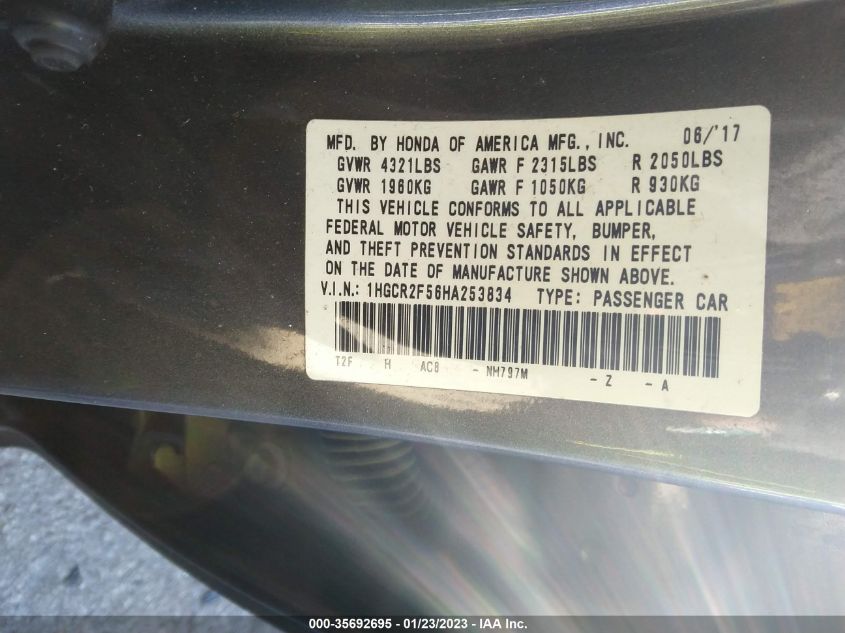 MFD. BY HONDA OF AMERICA MFG., INC. 06/'17
GVWR 4321LBS GAWR F 2315LBS R 2050LBS
GVWR 1960KG GAWR F 1050KG R 930KG
THIS VEHICLE CONFORMS TO ALL APPLICABLE
FEDERAL MOTOR VEHICLE SAFETY, BUMPER,
AND THEFT PREVENTION STANDARDS IN EFFECT
ON THE DATE OF MANUFACTURE SHOWN ABOVE.
V.I.N.: 1HGCR2F56HA253834 TYPE: PASSENGER CAR
T2F H AC8 - NH797M - Z - A
000-35692695 - 01/23/2023 - IAA Inc.